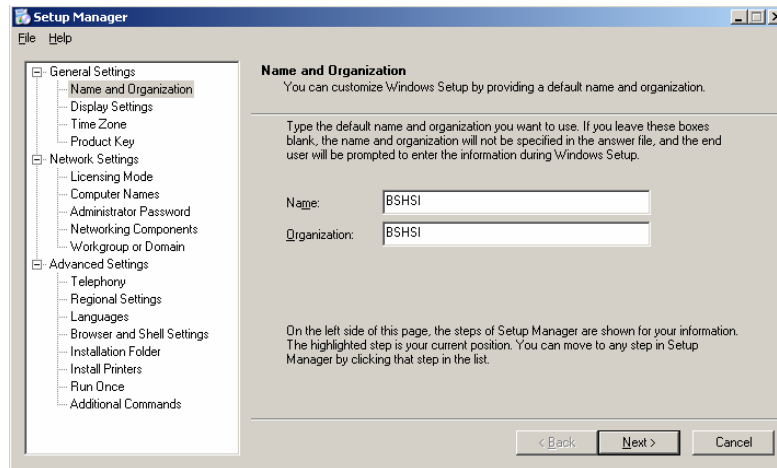 Setup Manager
File Help
General Settings
Name and Organization
Display Settings
Time Zone
Product Key
Network Settings
Licensing Mode
Computer Names
Administrator Password
Networking Components
Workgroup or Domain
Advanced Settings
Telephony
Regional Settings
Languages
Browser and Shell Settings
Installation Folder
Install Printers
Run Once
Additional Commands
Name and Organization
You can customize Windows Setup by providing a default name and organization.
Type the default name and organization you want to use. If you leave these boxes
blank, the name and organization will not be specified in the answer file, and the end
user will be prompted to enter the information during Windows Setup.
Name: BSHSI
Organization: BSHSI
On the left side of this page, the steps of Setup Manager are shown for your information.
The highlighted step is your current position. You can move to any step in Setup
Manager by clicking that step in the list.
< Back Next > Cancel